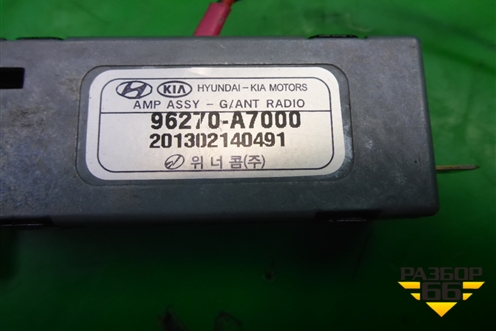 KIA HYUNDAI-KIA MOTORS
AMP ASSY - G/ANT RADIO
96270-A7000
201302140491
위너콤(주)
РАЗБОР
66